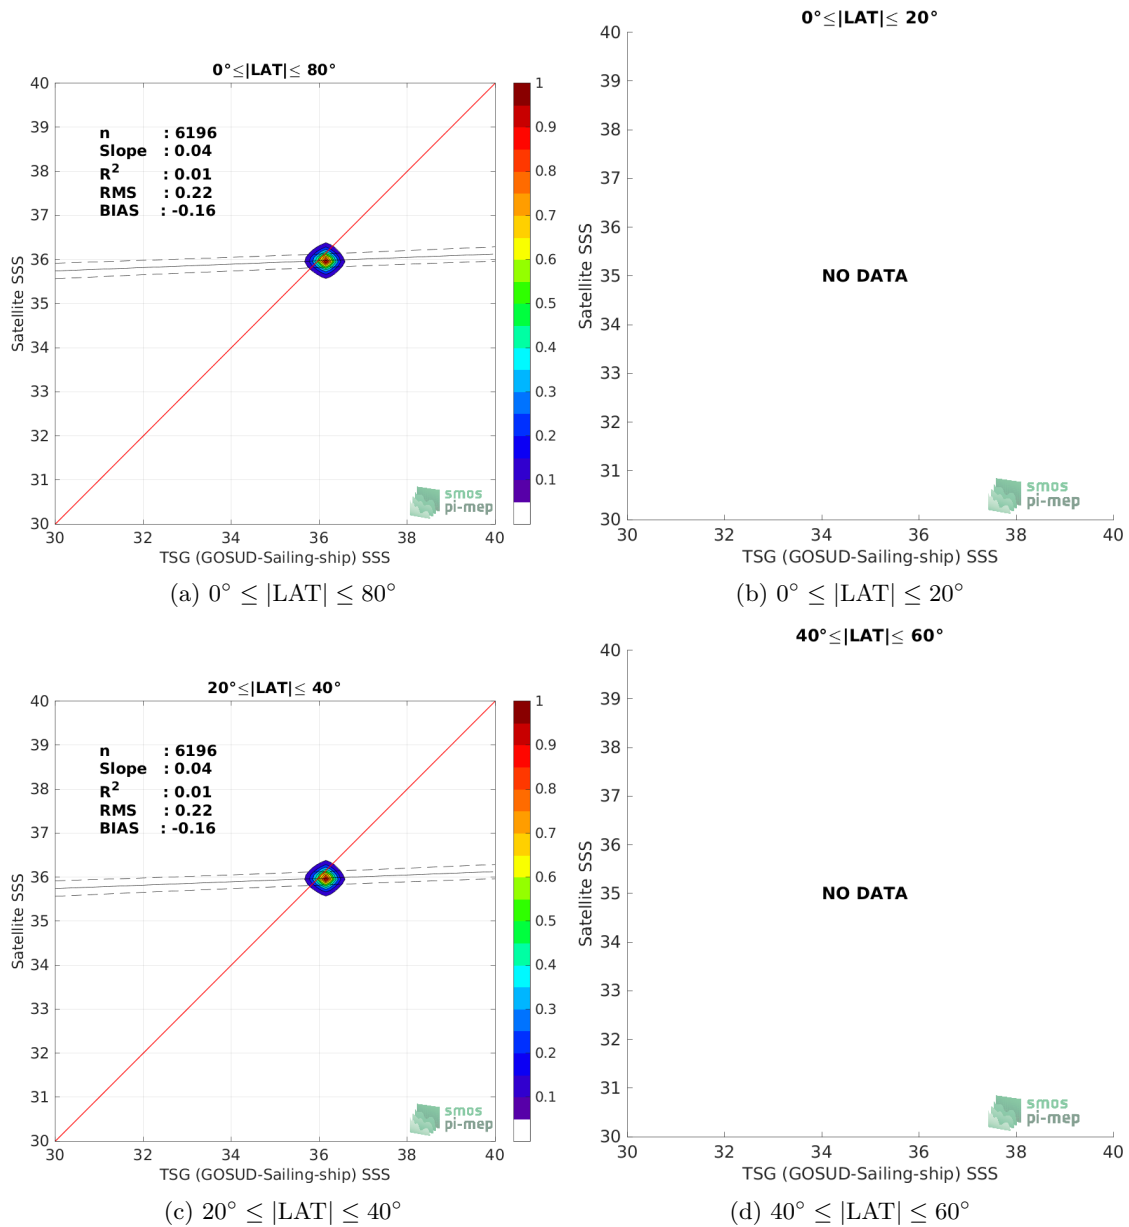 0°≤|LAT|≤ 80°
40
39
38
37
36
35
34
33
32
31
30
Satellite SSS
n : 6196
Slope : 0.04
R² : 0.01
RMS : 0.22
BIAS : -0.16
1
0.9
0.8
0.7
0.6
0.5
0.4
0.3
0.2
0.1
smos
pi-mep
30 32 34 36 38 40
TSG (GOSUD-Sailing-ship) SSS
(a) 0° ≤ |LAT| ≤ 80°
0°≤|LAT|≤ 20°
40
39
38
37
36
35
34
33
32
31
30
Satellite SSS
NO DATA
smos
pi-mep
30 32 34 36 38 40
TSG (GOSUD-Sailing-ship) SSS
(b) 0° ≤ |LAT| ≤ 20°
20°≤|LAT|≤ 40°
40
39
38
37
36
35
34
33
32
31
30
Satellite SSS
n : 6196
Slope : 0.04
R² : 0.01
RMS : 0.22
BIAS : -0.16
1
0.9
0.8
0.7
0.6
0.5
0.4
0.3
0.2
0.1
smos
pi-mep
30 32 34 36 38 40
TSG (GOSUD-Sailing-ship) SSS
(c) 20° ≤ |LAT| ≤ 40°
40°≤|LAT|≤ 60°
40
39
38
37
36
35
34
33
32
31
30
Satellite SSS
NO DATA
smos
pi-mep
30 32 34 36 38 40
TSG (GOSUD-Sailing-ship) SSS
(d) 40° ≤ |LAT| ≤ 60°